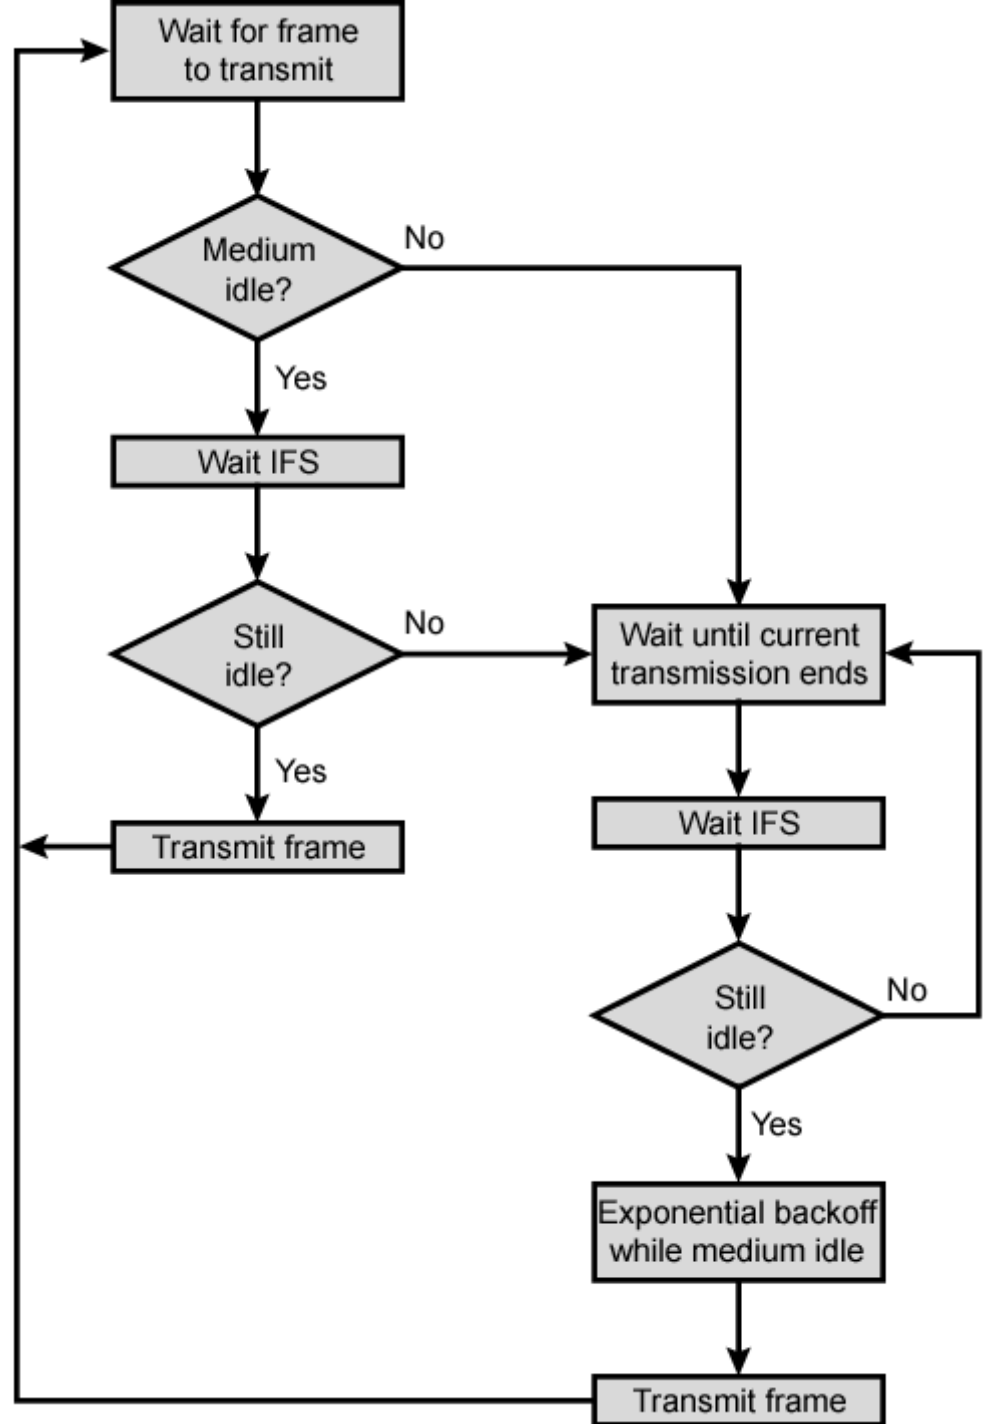 Wait for frame
to transmit
Medium
idle?
No
Yes
Wait IFS
Still
idle?
No
Yes
Transmit frame
Wait until current
transmission ends
Wait IFS
Still
idle?
No
Yes
Exponential backoff
while medium idle
Transmit frame